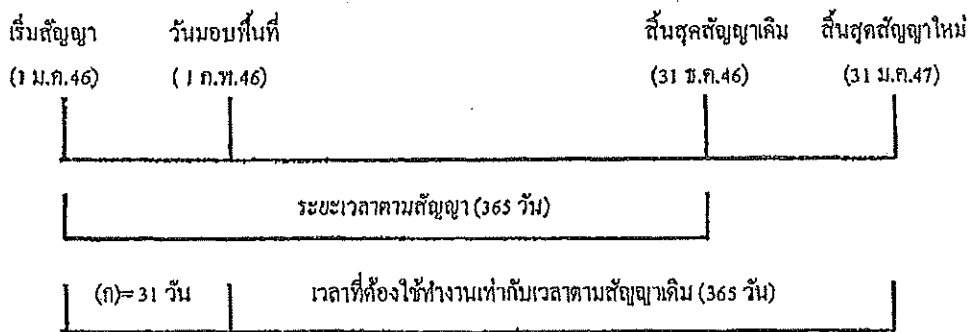 เริ่มสัญญา วันมอบพื้นที่ สิ้นสุดสัญญาเดิม สิ้นสุดสัญญาใหม่
(1 ม.ค.46) (1 ก.พ.46) (31 ธ.ค.46) (31 ม.ค.47)
ระยะเวลาตามสัญญา (365 วัน)
(ก)= 31 วัน เวลาที่ต้องใช้ทำงานเท่ากับเวลาตามสัญญาเดิม (365 วัน)